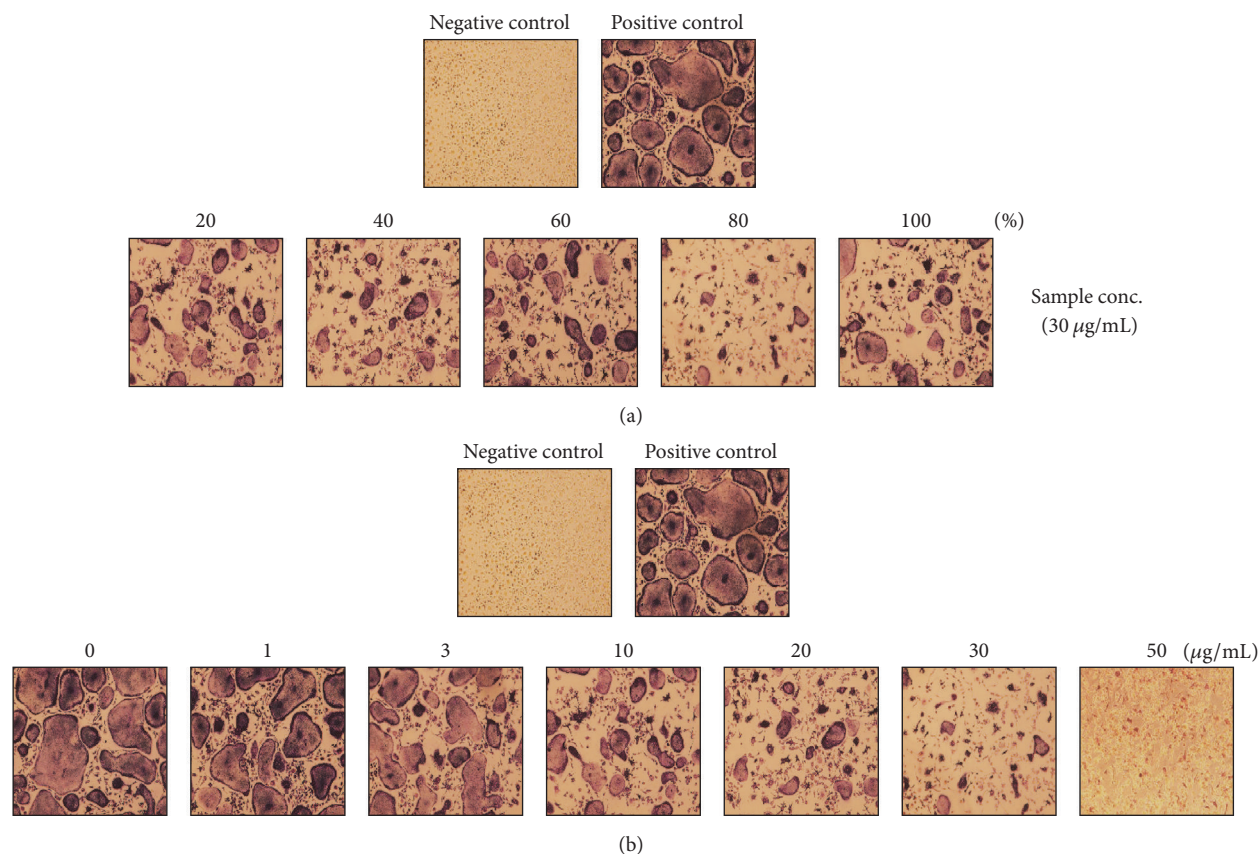 Negative control Positive control
20 40 60 80 100 (%)
Sample conc.
(30 μg/mL)
(a)
Negative control Positive control
0 1 3 10 20 30 50 (μg/mL)
(b)